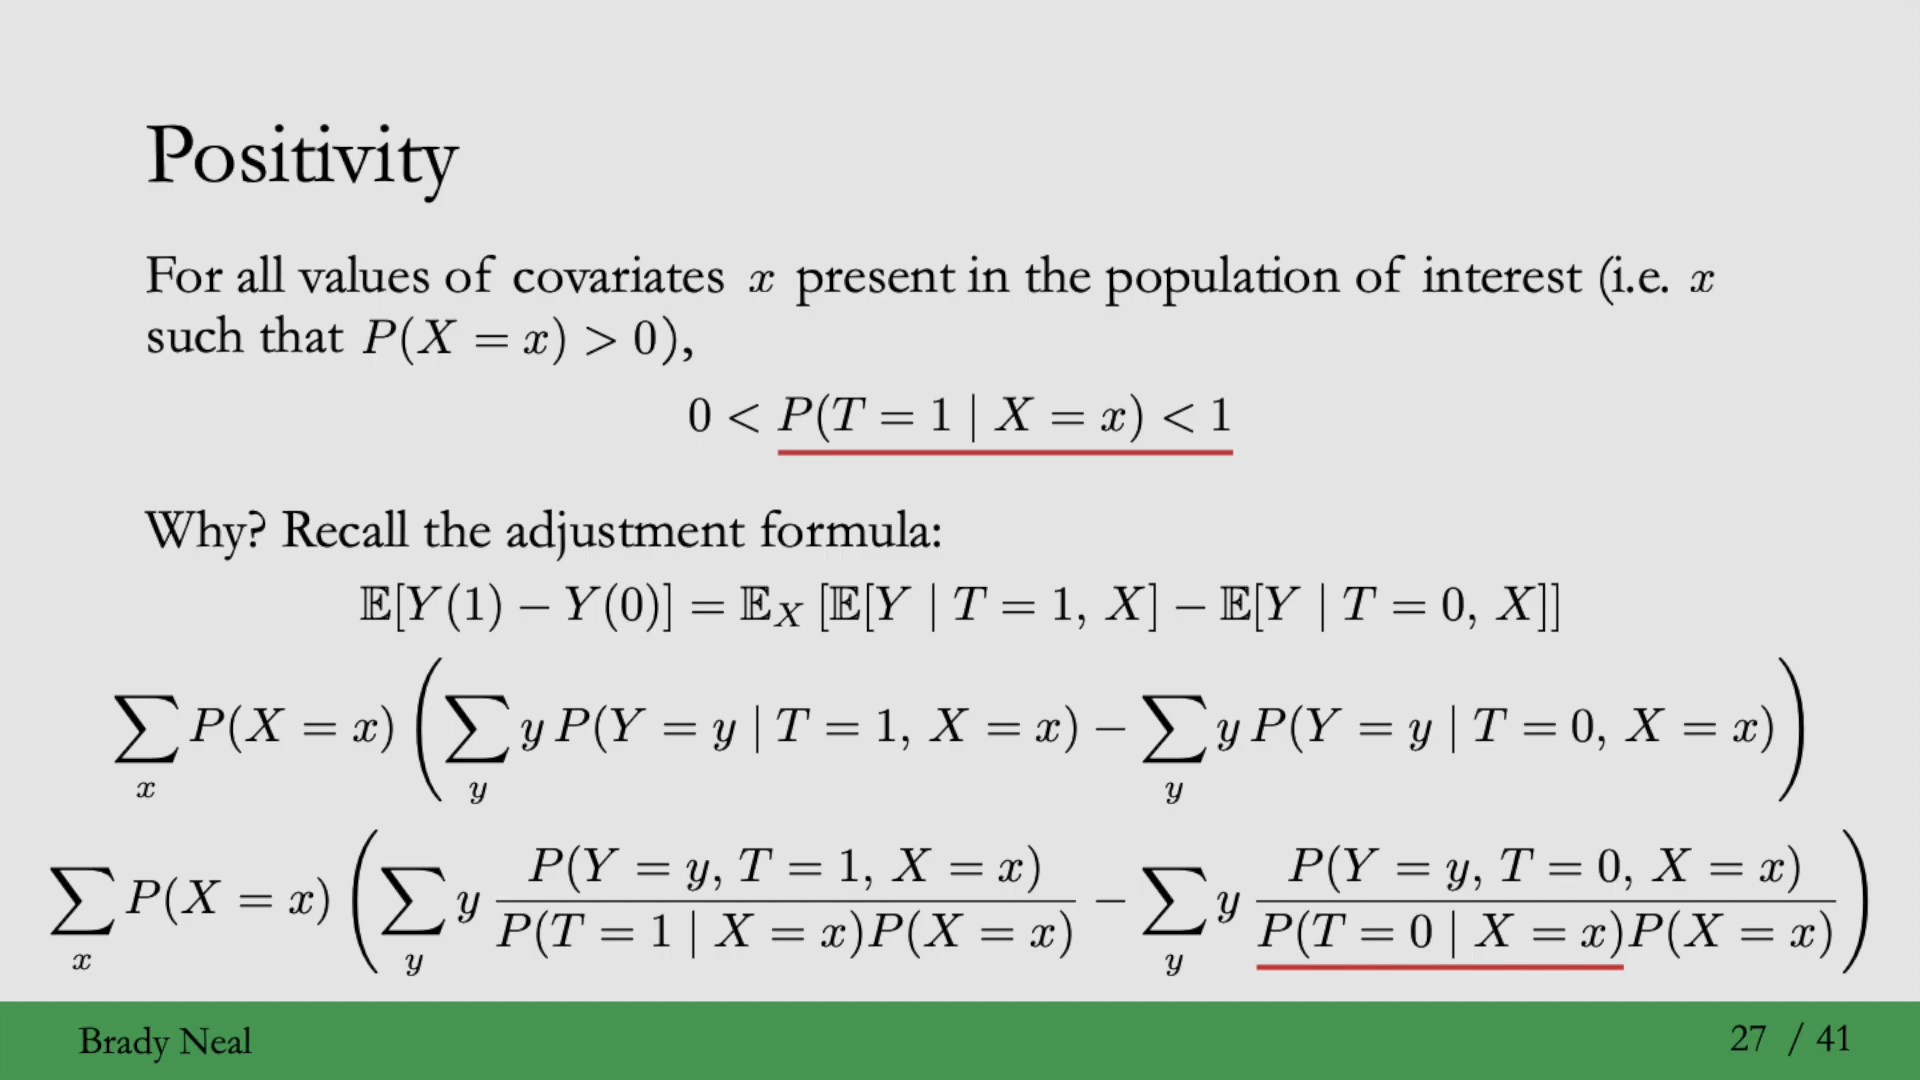 Positivity
For all values of covariates x present in the population of interest (i.e. x
such that P(X = x) > 0),
0 < P(T = 1 | X = x) < 1
Why? Recall the adjustment formula:
𝔼[Y(1) − Y(0)] = 𝔼_X [𝔼[Y | T = 1, X] − 𝔼[Y | T = 0, X]]
∑_x P(X = x) (∑_y y P(Y = y | T = 1, X = x) − ∑_y y P(Y = y | T = 0, X = x))
∑_x P(X = x) (∑_y y \frac{P(Y = y, T = 1, X = x)}{P(T = 1 | X = x)P(X = x)} − ∑_y y \frac{P(Y = y, T = 0, X = x)}{P(T = 0 | X = x)P(X = x)})
Brady Neal 27 / 41